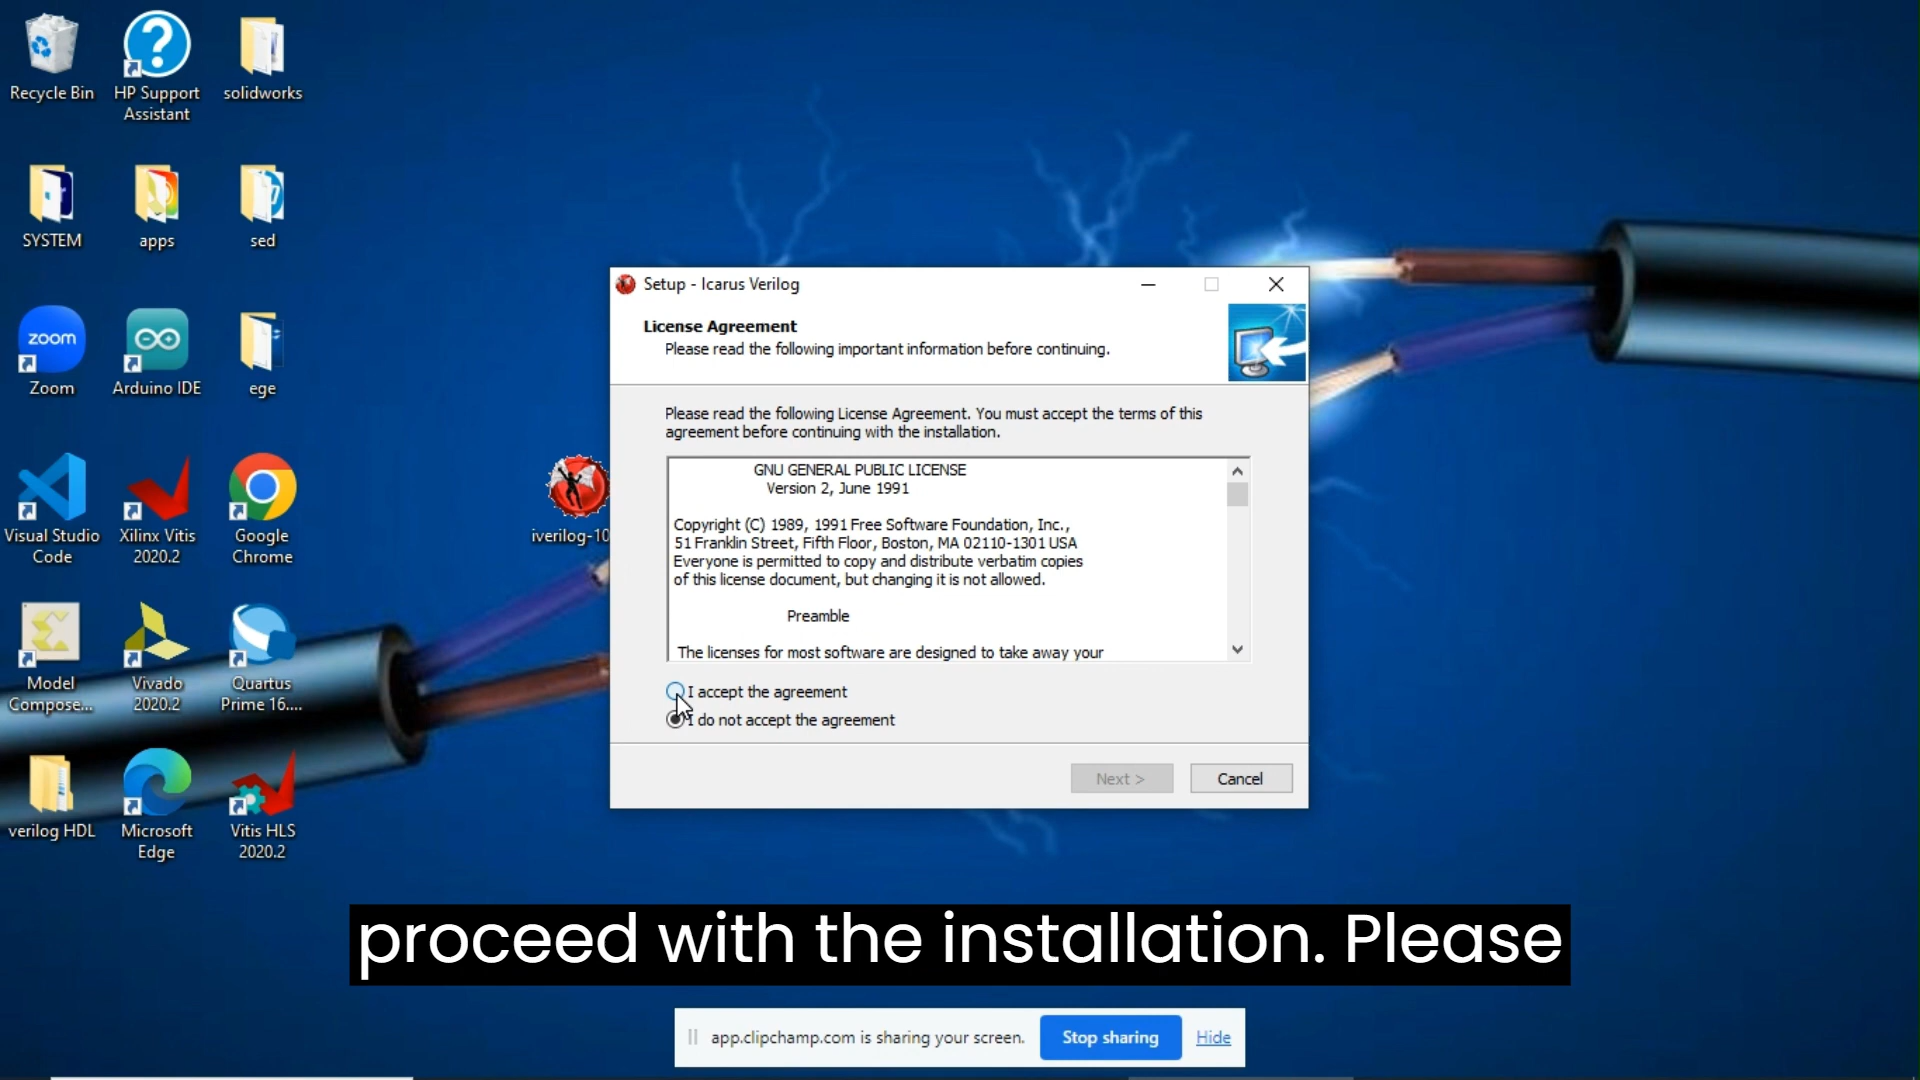 Recycle Bin
HP Support
Assistant
solidworks
SYSTEM
apps
sed
zoom
Zoom
Arduino IDE
ege
Visual Studio
Code
Xilinx Vitis
2020.2
Google
Chrome
iverilog-10
Model
Compose...
Vivado
2020.2
Quartus
Prime 16....
verilog HDL
Microsoft
Edge
Vitis HLS
2020.2
Setup - Icarus Verilog
License Agreement
Please read the following important information before continuing.
Please read the following License Agreement. You must accept the terms of this
agreement before continuing with the installation.
GNU GENERAL PUBLIC LICENSE
Version 2, June 1991
Copyright (C) 1989, 1991 Free Software Foundation, Inc.,
51 Franklin Street, Fifth Floor, Boston, MA 02110-1301 USA
Everyone is permitted to copy and distribute verbatim copies
of this license document, but changing it is not allowed.
Preamble
The licenses for most software are designed to take away your
I accept the agreement
I do not accept the agreement
Next >
Cancel
proceed with the installation. Please
app.clipchamp.com is sharing your screen.
Stop sharing
Hide